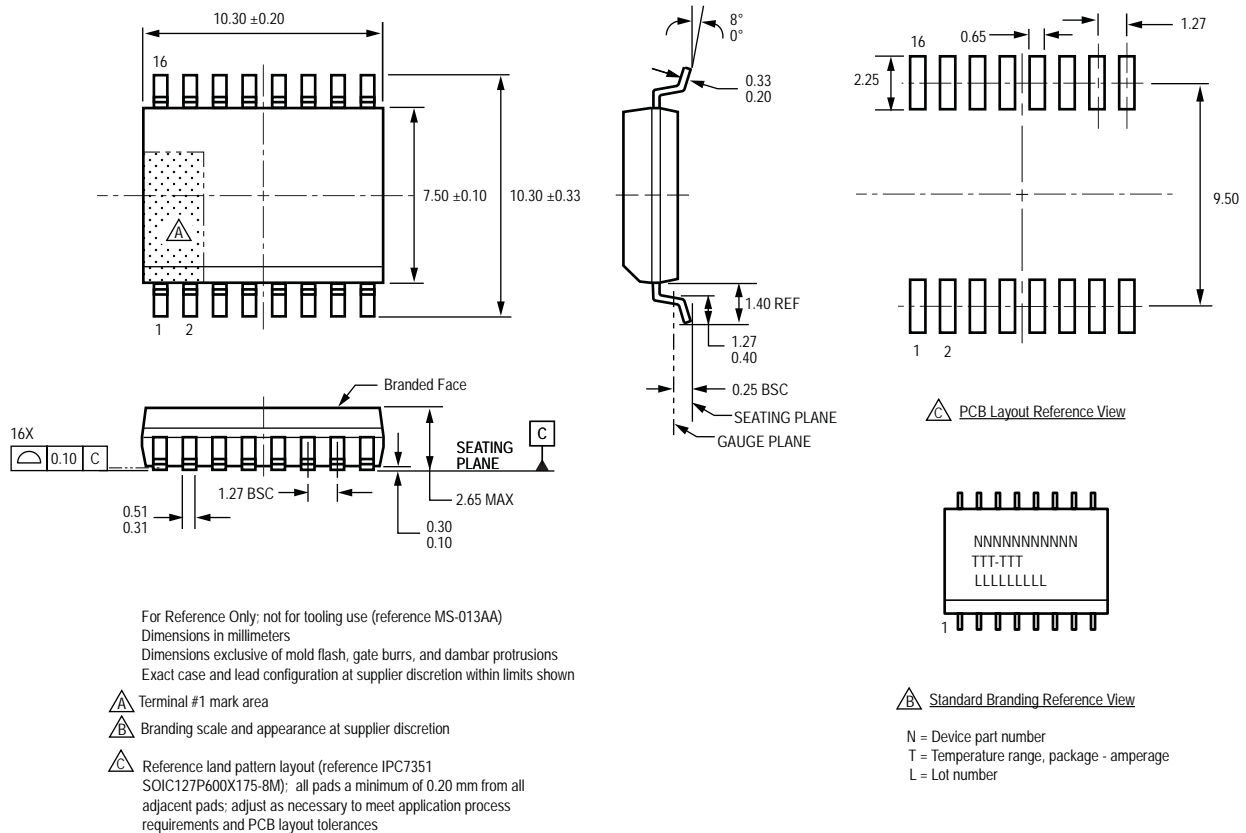 10.30 ±0.20
16
7.50 ±0.10
10.30 ±0.33
A
1 2
8°
0°
0.33
0.20
1.40 REF
1.27
0.40
0.25 BSC
SEATING PLANE
GAUGE PLANE
1.27
0.65
16
2.25
9.50
1 2
C PCB Layout Reference View
Branded Face
16X
0.10 C
SEATING
PLANE
C
1.27 BSC
2.65 MAX
0.51
0.31
0.30
0.10
NNNNNNNNNNN
TTT-TTT
LLLLLLLLL
1
For Reference Only; not for tooling use (reference MS-013AA)
Dimensions in millimeters
Dimensions exclusive of mold flash, gate burrs, and dambar protrusions
Exact case and lead configuration at supplier discretion within limits shown
A Terminal #1 mark area
B Branding scale and appearance at supplier discretion
C Reference land pattern layout (reference IPC7351
SOIC127P600X175-8M); all pads a minimum of 0.20 mm from all
adjacent pads; adjust as necessary to meet application process
requirements and PCB layout tolerances
B Standard Branding Reference View
N = Device part number
T = Temperature range, package - amperage
L = Lot number